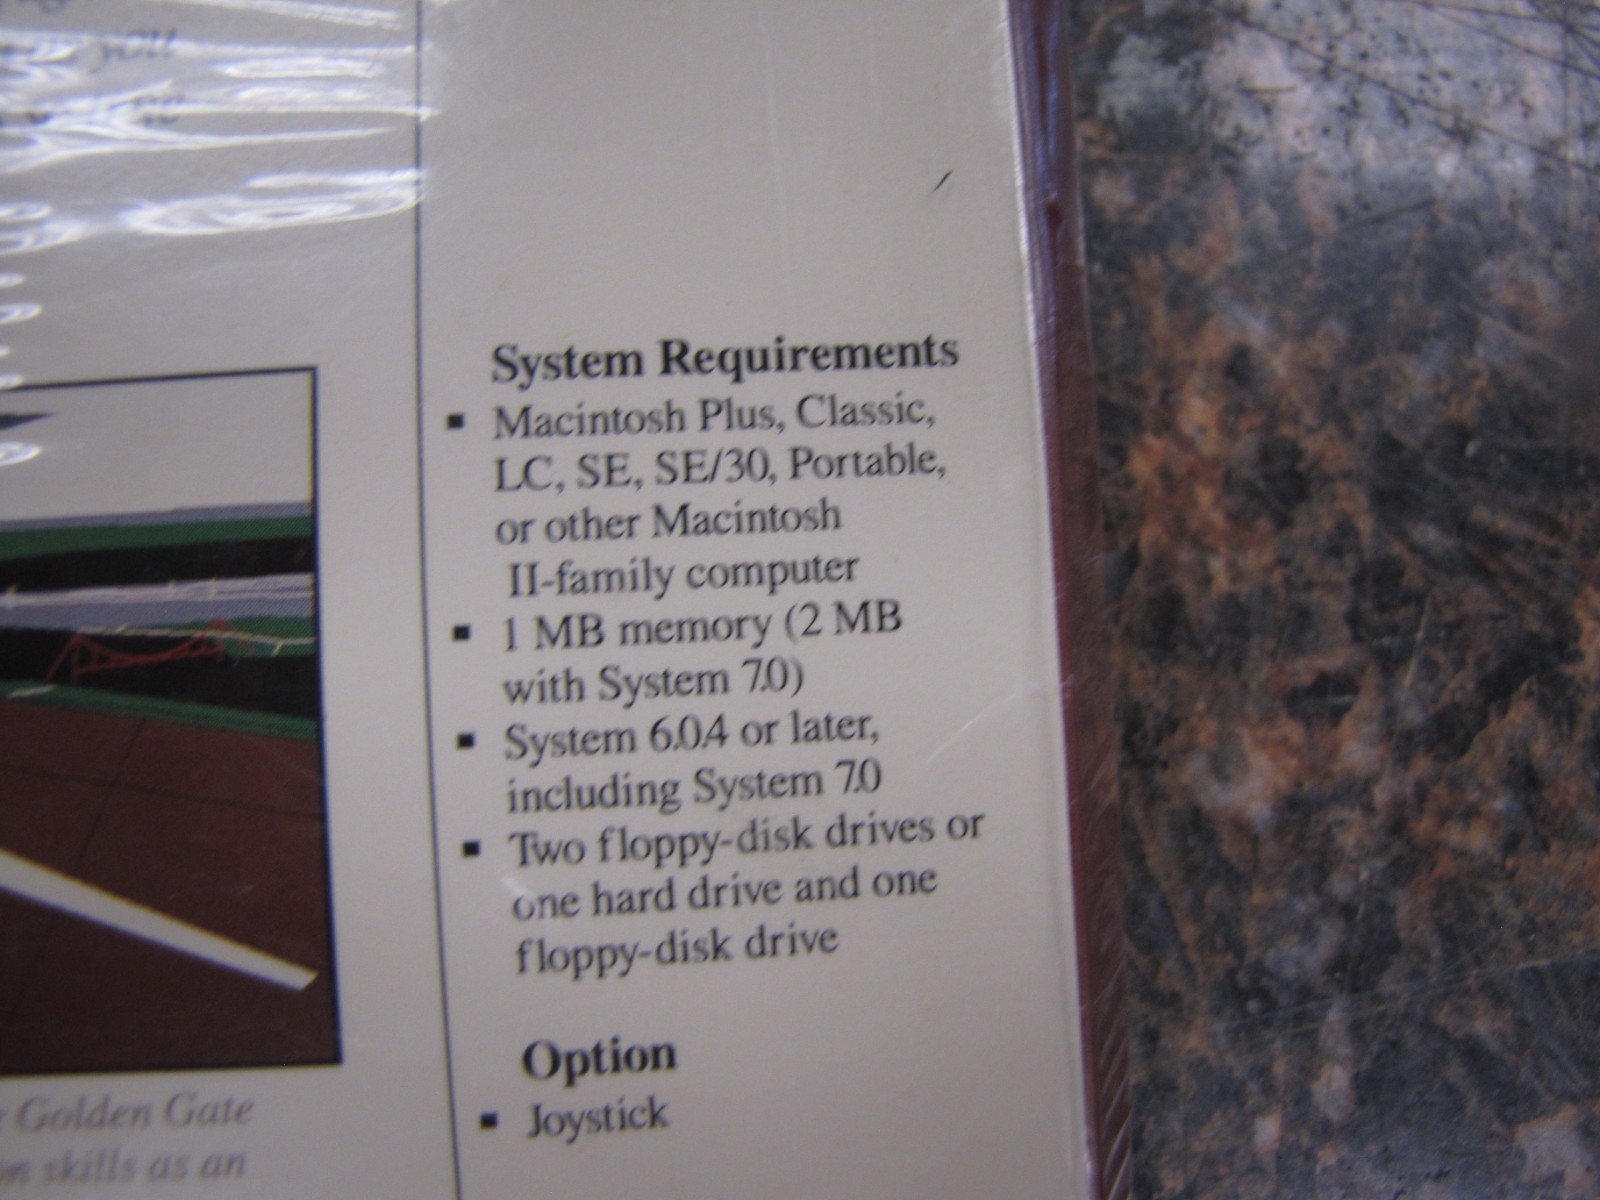 you
System Requirements
▪ Macintosh Plus, Classic,
LC, SE, SE/30, Portable,
or other Macintosh
II-family computer
▪ 1 MB memory (2 MB
with System 7.0)
▪ System 6.0.4 or later,
including System 7.0
▪ Two floppy-disk drives or
one hard drive and one
floppy-disk drive
Option
▪ Joystick
Golden Gate
skills as an